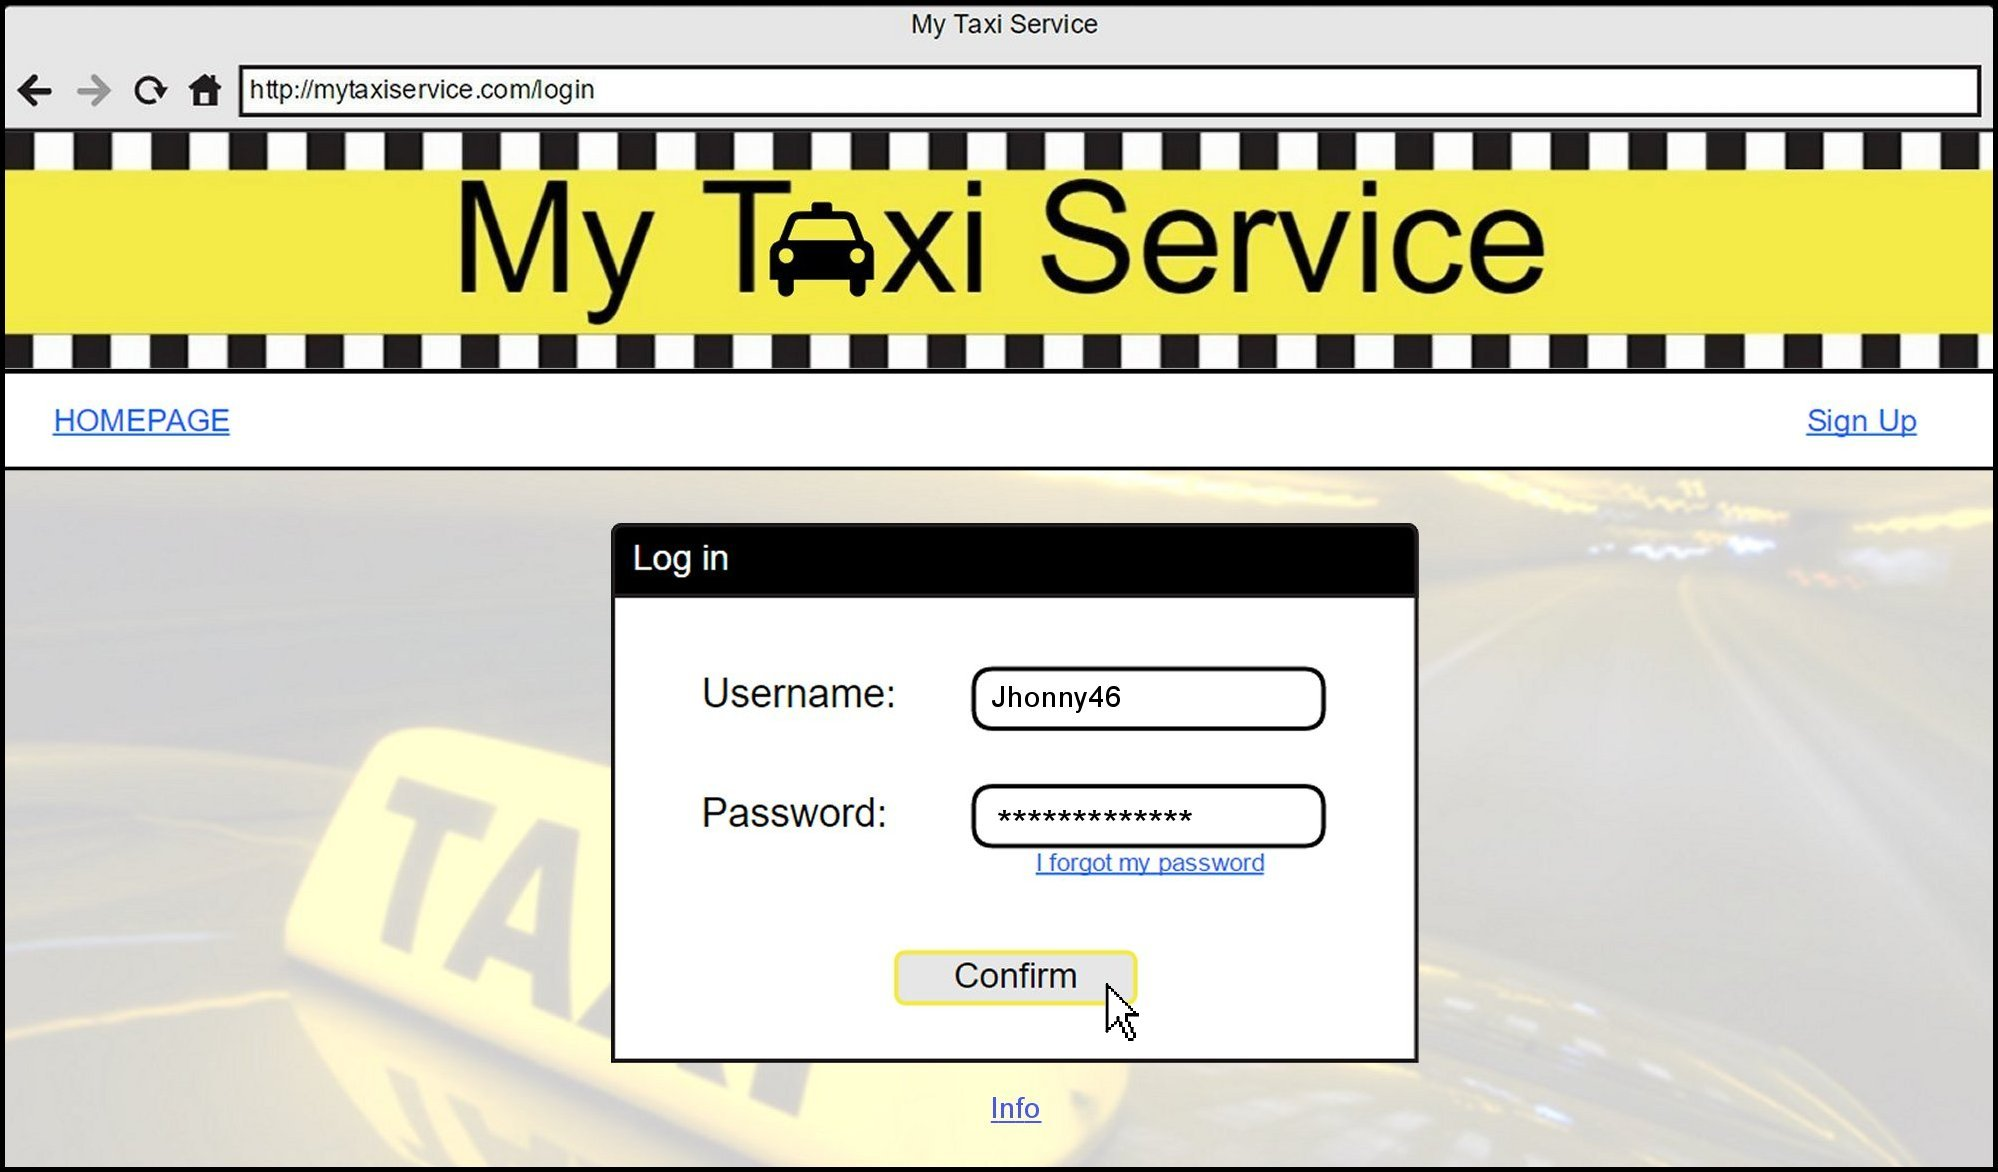 My Taxi Service
http://mytaxiservice.com/login
My Taxi Service
HOMEPAGE
Sign Up
Log in
Username:
Jhonny46
Password:
*************
I forgot my password
Confirm
TAXI
Info